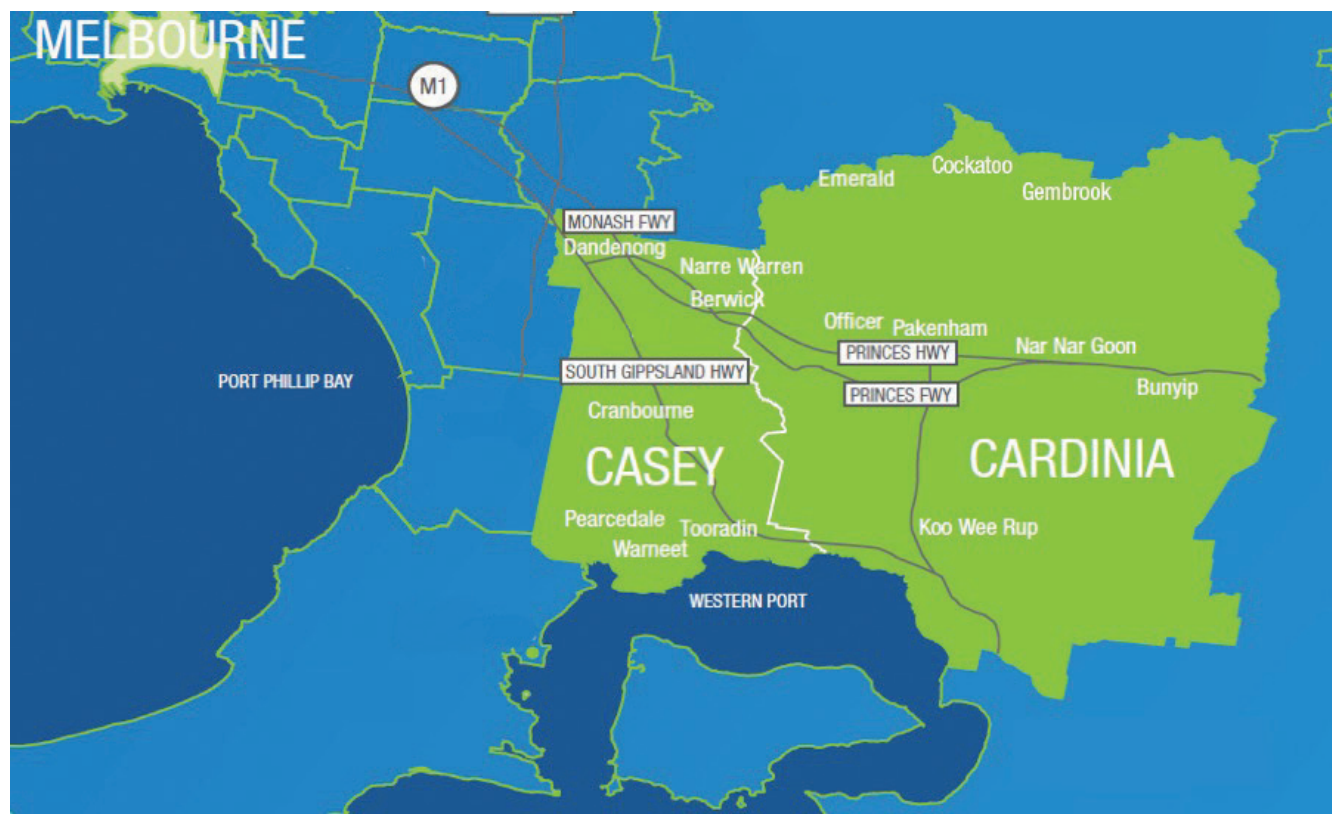 MELBOURNE
M1
Cockatoo
Emerald
Gembrook
MONASH FWY
Dandenong
Narre Warren
Berwick
Officer
Pakenham
Nar Nar Goon
PRINCES HWY
SOUTH GIPPSLAND HWY
PORT PHILLIP BAY
PRINCES FWY
Bunyip
Cranbourne
CASEY
CARDINIA
Pearcedale
Tooradin
Koo Wee Rup
Warneet
WESTERN PORT